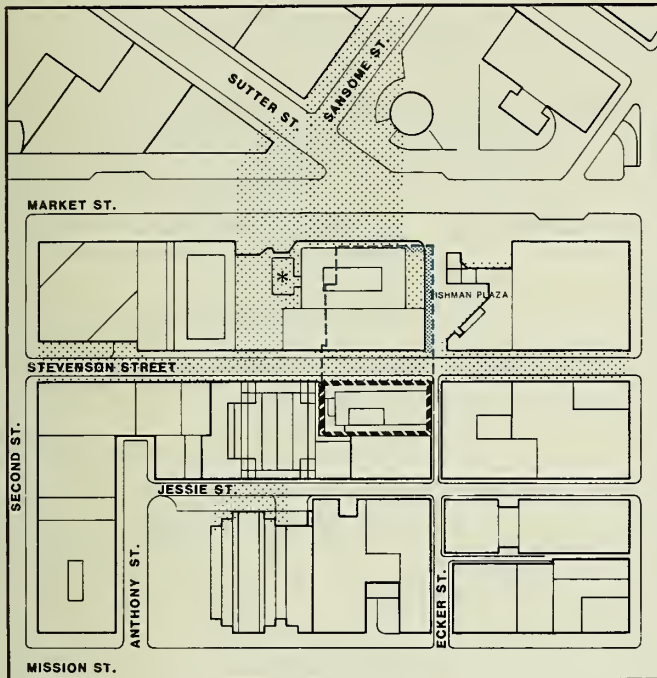 SUTTER ST.
SANSOME ST.
MARKET ST.
*
ISHMAN PLAZA
STEVENSON STREET
SECOND ST.
JESSIE ST.
ANTHONY ST.
ECKER ST.
MISSION ST.